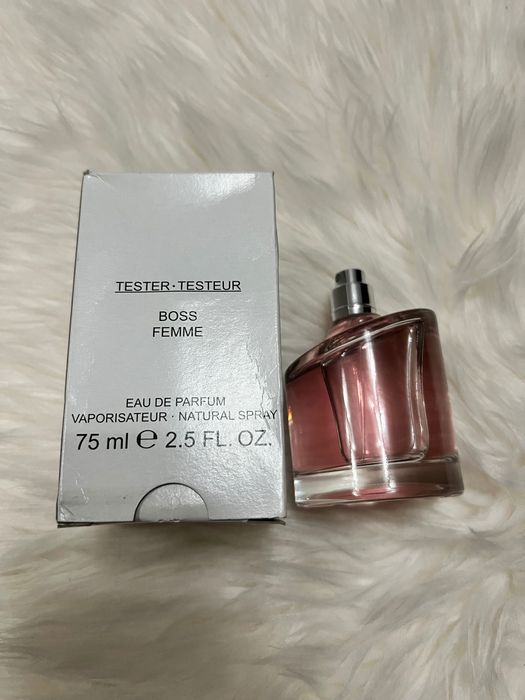 TESTER·TESTEUR
BOSS
FEMME
EAU DE PARFUM
VAPORISATEUR · NATURAL SPRAY
75 ml ℮ 2.5 FL. OZ.